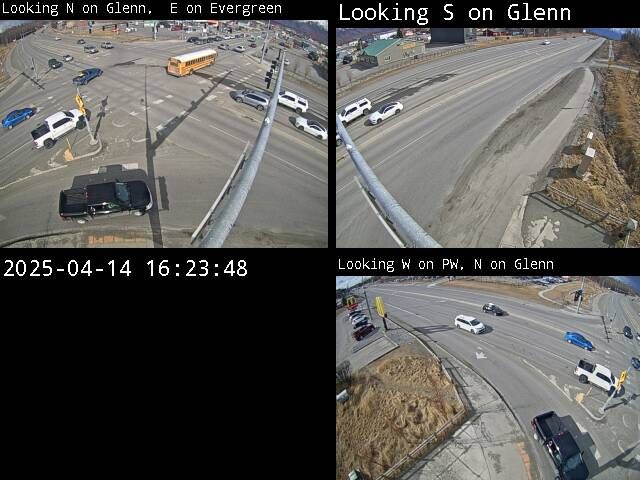 Looking N on Glenn, E on Evergreen
Looking S on Glenn
2025-04-14 16:23:48
Looking W on PW, N on Glenn